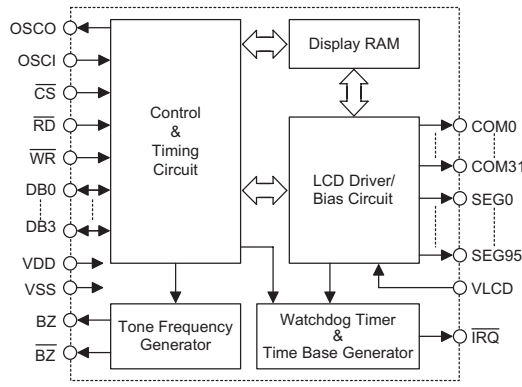 OSCO
OSCI
CS
RD
WR
DB0
DB3
VDD
VSS
BZ
BZ
Control
&
Timing
Circuit
Display RAM
LCD Driver/
Bias Circuit
Tone Frequency
Generator
Watchdog Timer
&
Time Base Generator
COM0
COM31
SEG0
SEG95
VLCD
IRQ